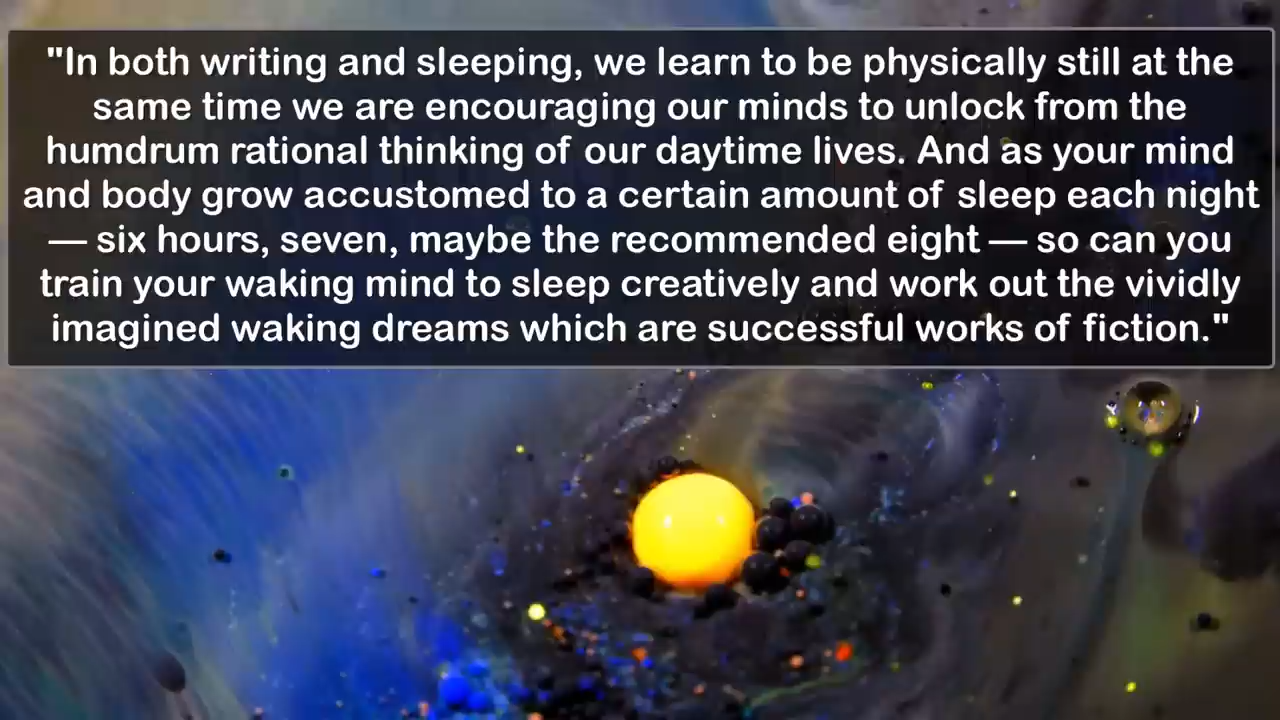 "In both writing and sleeping, we learn to be physically still at the
same time we are encouraging our minds to unlock from the
humdrum rational thinking of our daytime lives. And as your mind
and body grow accustomed to a certain amount of sleep each night
— six hours, seven, maybe the recommended eight — so can you
train your waking mind to sleep creatively and work out the vividly
imagined waking dreams which are successful works of fiction."